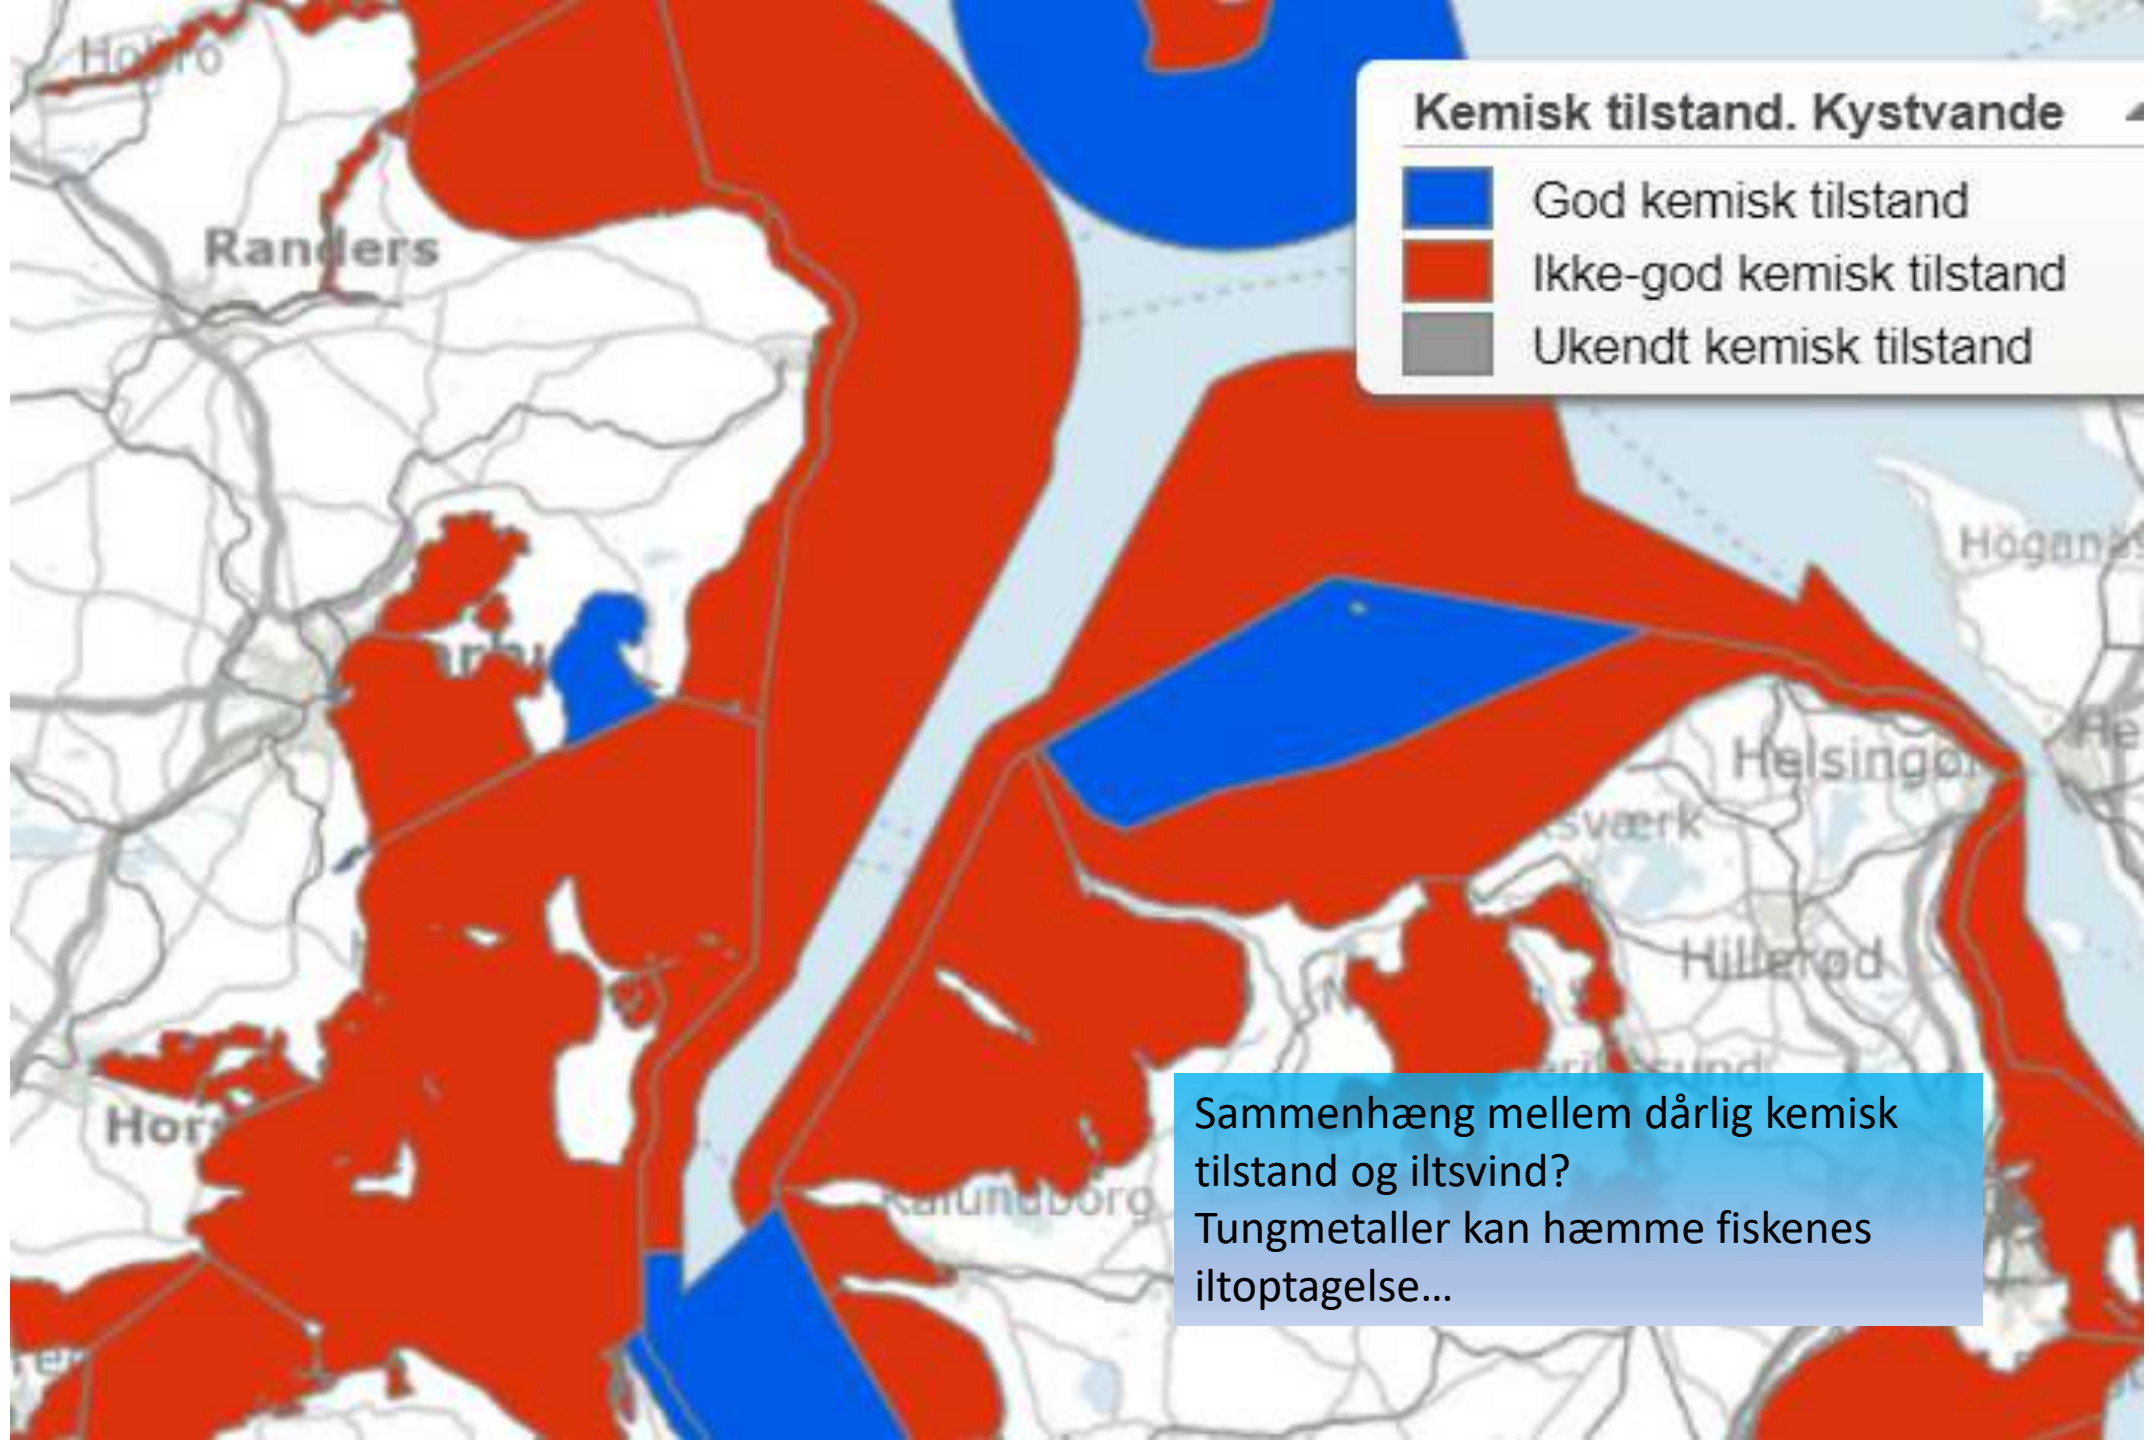 Kemisk tilstand. Kystvande
God kemisk tilstand
Ikke-god kemisk tilstand
Ukendt kemisk tilstand
Hobro
Randers
Helsingør
Hillerød
Kalundborg
Sammenhæng mellem dårlig kemisk
tilstand og iltsvind?
Tungmetaller kan hæmme fiskenes
iltoptagelse…